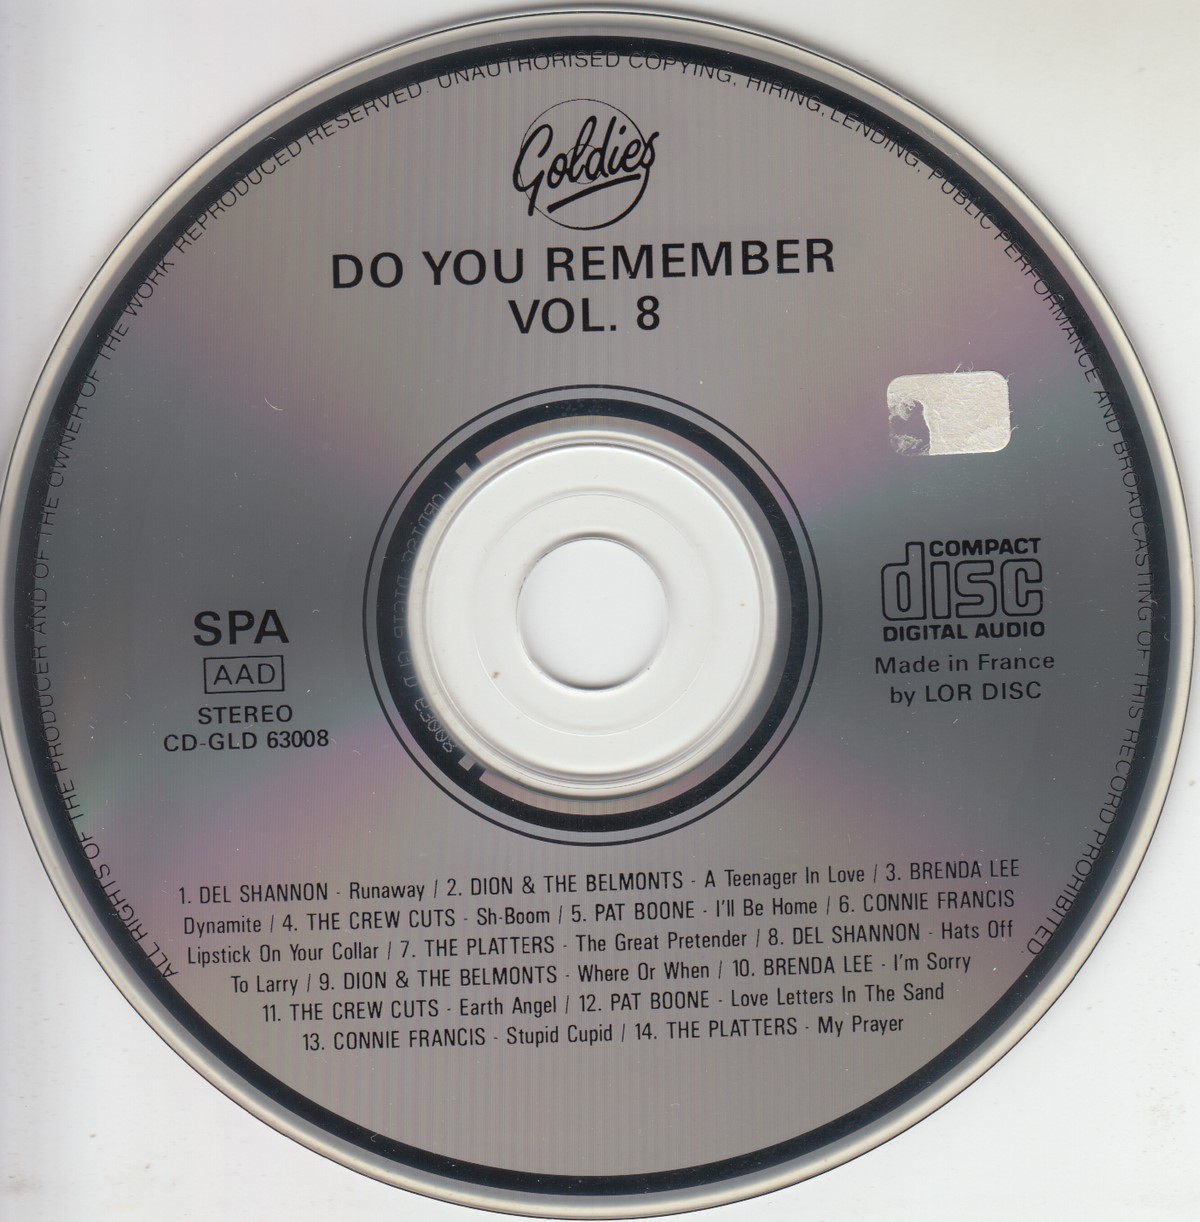 ALL RIGHTS OF THE PRODUCER AND OF THE OWNER OF THE WORK REPRODUCED RESERVED. UNAUTHORISED COPYING, HIRING, LENDING, PUBLIC PERFORMANCE AND BROADCASTING OF THIS RECORD PROHIBITED
Goldies
DO YOU REMEMBER
VOL. 8
COMPACT
disc
DIGITAL AUDIO
Made in France
by LOR DISC
SPA
AAD
STEREO
CD-GLD 63008
1. DEL SHANNON - Runaway / 2. DION & THE BELMONTS - A Teenager In Love / 3. BRENDA LEE
Dynamite / 4. THE CREW CUTS - Sh-Boom / 5. PAT BOONE - I'll Be Home / 6. CONNIE FRANCIS
Lipstick On Your Collar / 7. THE PLATTERS - The Great Pretender / 8. DEL SHANNON - Hats Off
To Larry / 9. DION & THE BELMONTS - Where Or When / 10. BRENDA LEE - I'm Sorry
11. THE CREW CUTS - Earth Angel / 12. PAT BOONE - Love Letters In The Sand
13. CONNIE FRANCIS - Stupid Cupid / 14. THE PLATTERS - My Prayer